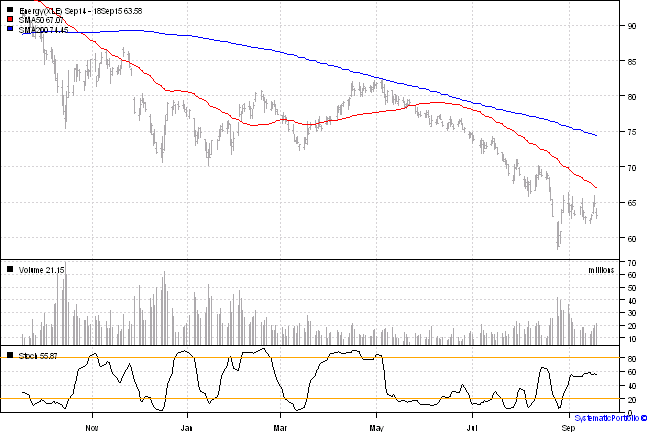 Energy(XLE) Sep14 - 18Sep15 63.58
SMA50 67.07
SMA200 74.45
90
85
80
75
70
65
60
Volume 21.15
millions
70
60
50
40
30
20
10
Stoch 55.87
80
60
40
20
0
Nov
Jan
Mar
May
Jul
Sep
SystematicPortfolio ©